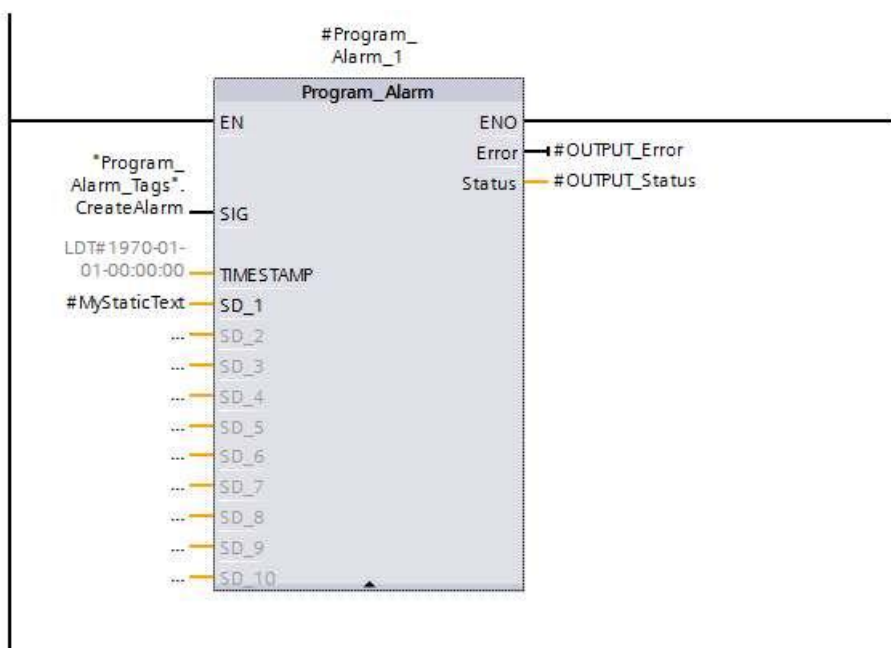 #Program_
Alarm_1
Program_Alarm
EN
ENO
Error
#OUTPUT_Error
"Program_
Alarm_Tags".
CreateAlarm
Status
#OUTPUT_Status
SIG
LDT#1970-01-
01-00:00:00
TIMESTAMP
#MyStaticText
SD_1
... SD_2
... SD_3
... SD_4
... SD_5
... SD_6
... SD_7
... SD_8
... SD_9
... SD_10